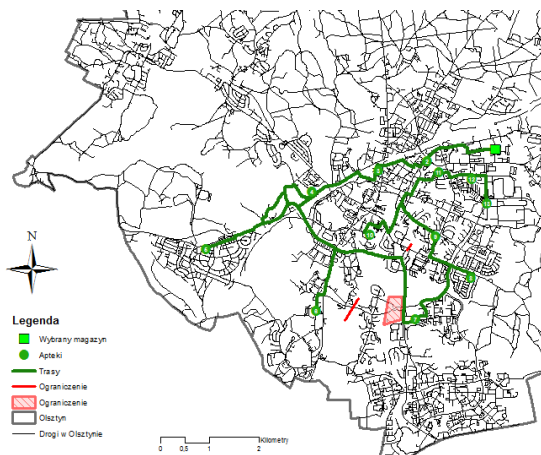 N
Legenda
Wybrany magazyn
Apteki
Trasy
Ograniczenie
Ograniczenie
Olsztyn
Drogi w Olsztynie
0 0,5 1 2
Kilometry